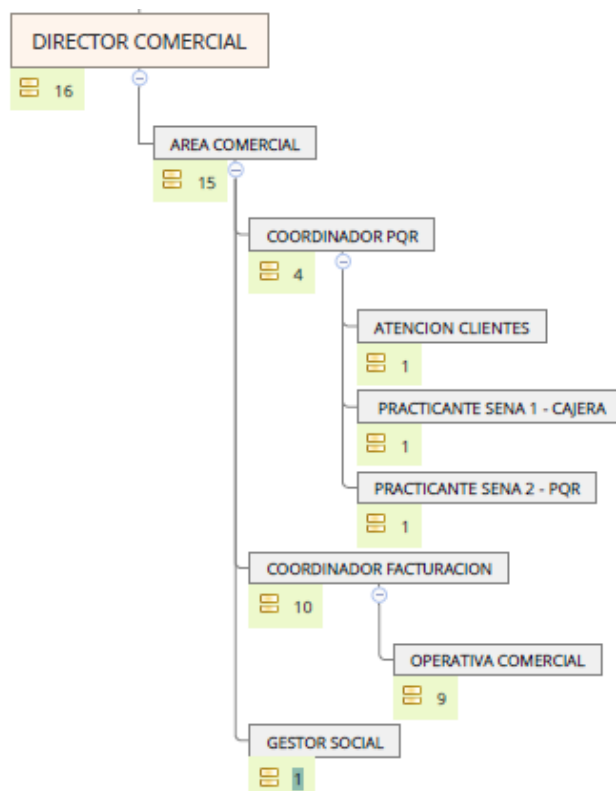 DIRECTOR COMERCIAL
16
AREA COMERCIAL
15
COORDINADOR PQR
4
ATENCION CLIENTES
1
PRACTICANTE SENA 1 - CAJERA
1
PRACTICANTE SENA 2 - PQR
1
COORDINADOR FACTURACION
10
OPERATIVA COMERCIAL
9
GESTOR SOCIAL
1